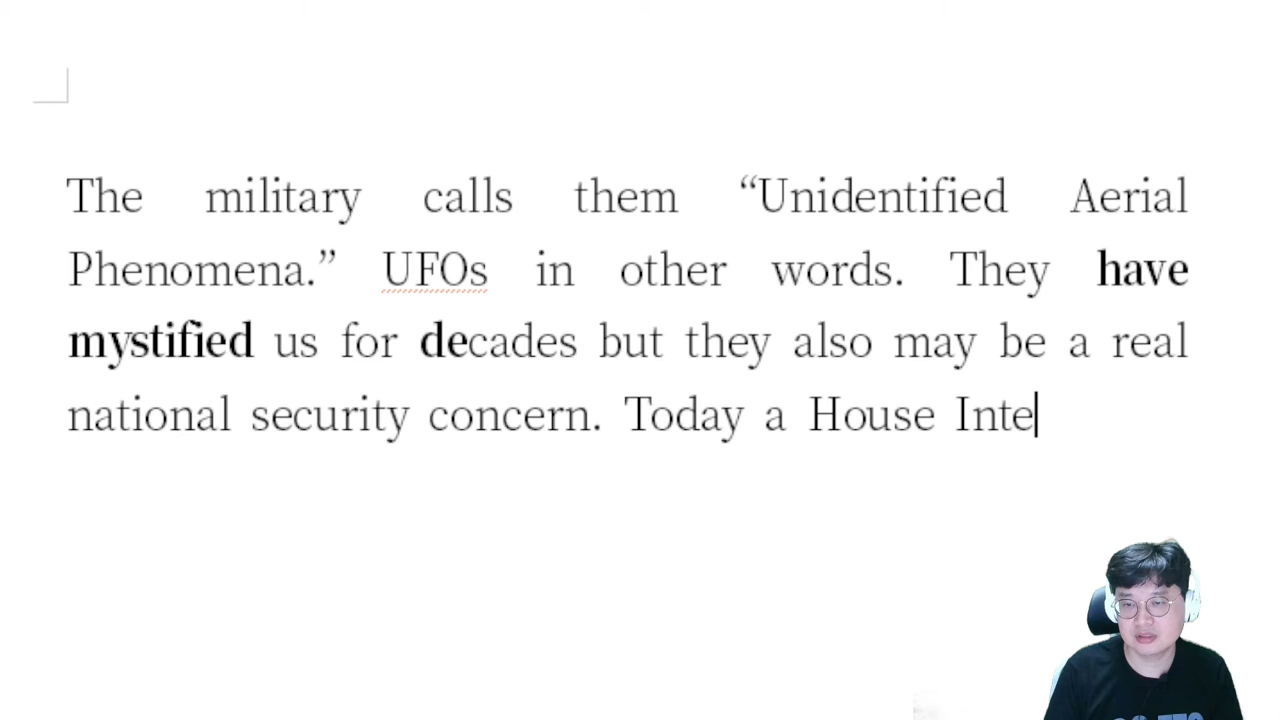 The military calls them “Unidentified Aerial
Phenomena.” UFOs in other words. They have
mystified us for decades but they also may be a real
national security concern. Today a House Inte